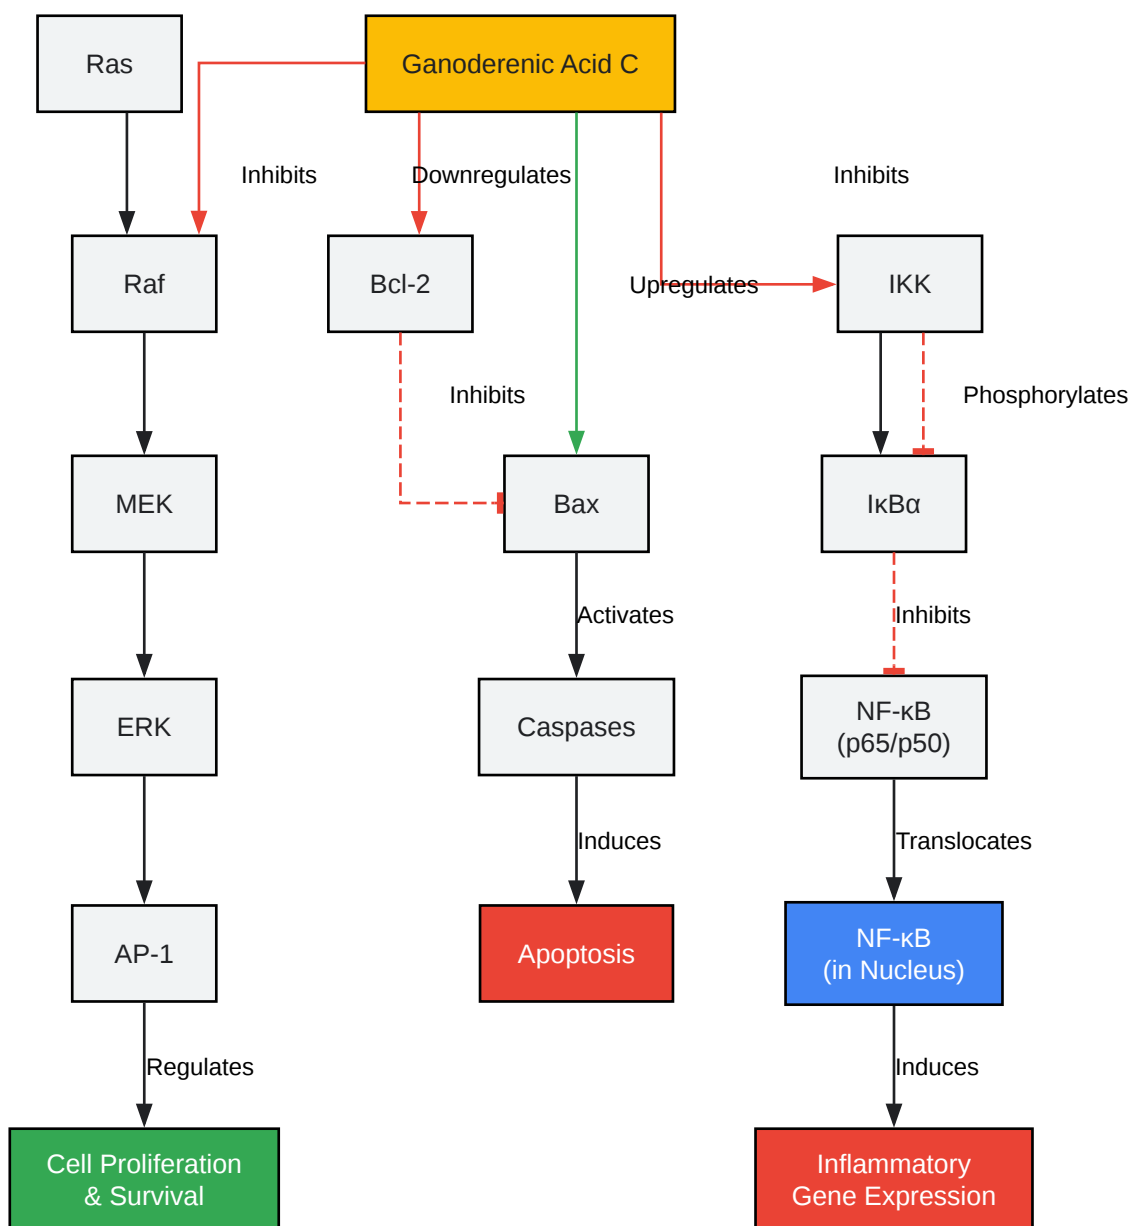 Ras
Ganoderenic Acid C
Inhibits
Downregulates
Inhibits
Raf
Bcl-2
Upregulates
IKK
Inhibits
Phosphorylates
MEK
Bax
IκBα
Activates
Inhibits
ERK
Caspases
NF-κB
(p65/p50)
Induces
Translocates
AP-1
Apoptosis
NF-κB
(in Nucleus)
Regulates
Induces
Cell Proliferation
& Survival
Inflammatory
Gene Expression